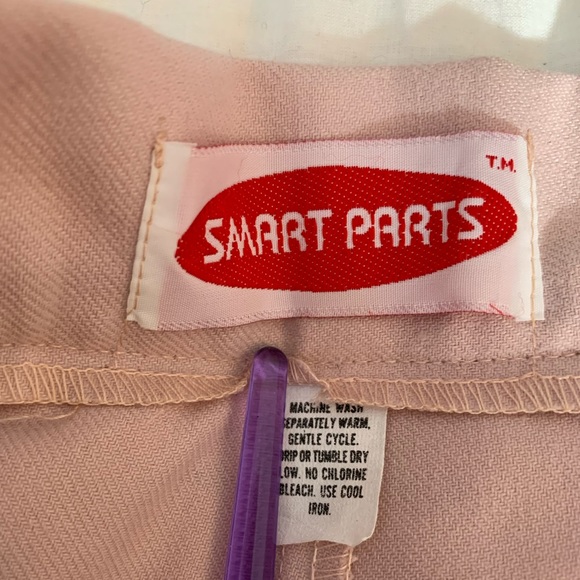 T.M.
SMART PARTS
MACHINE WASH
SEPARATELY WARM,
GENTLE CYCLE.
DRIP OR TUMBLE DRY
LOW. NO CHLORINE
BLEACH. USE COOL
IRON.